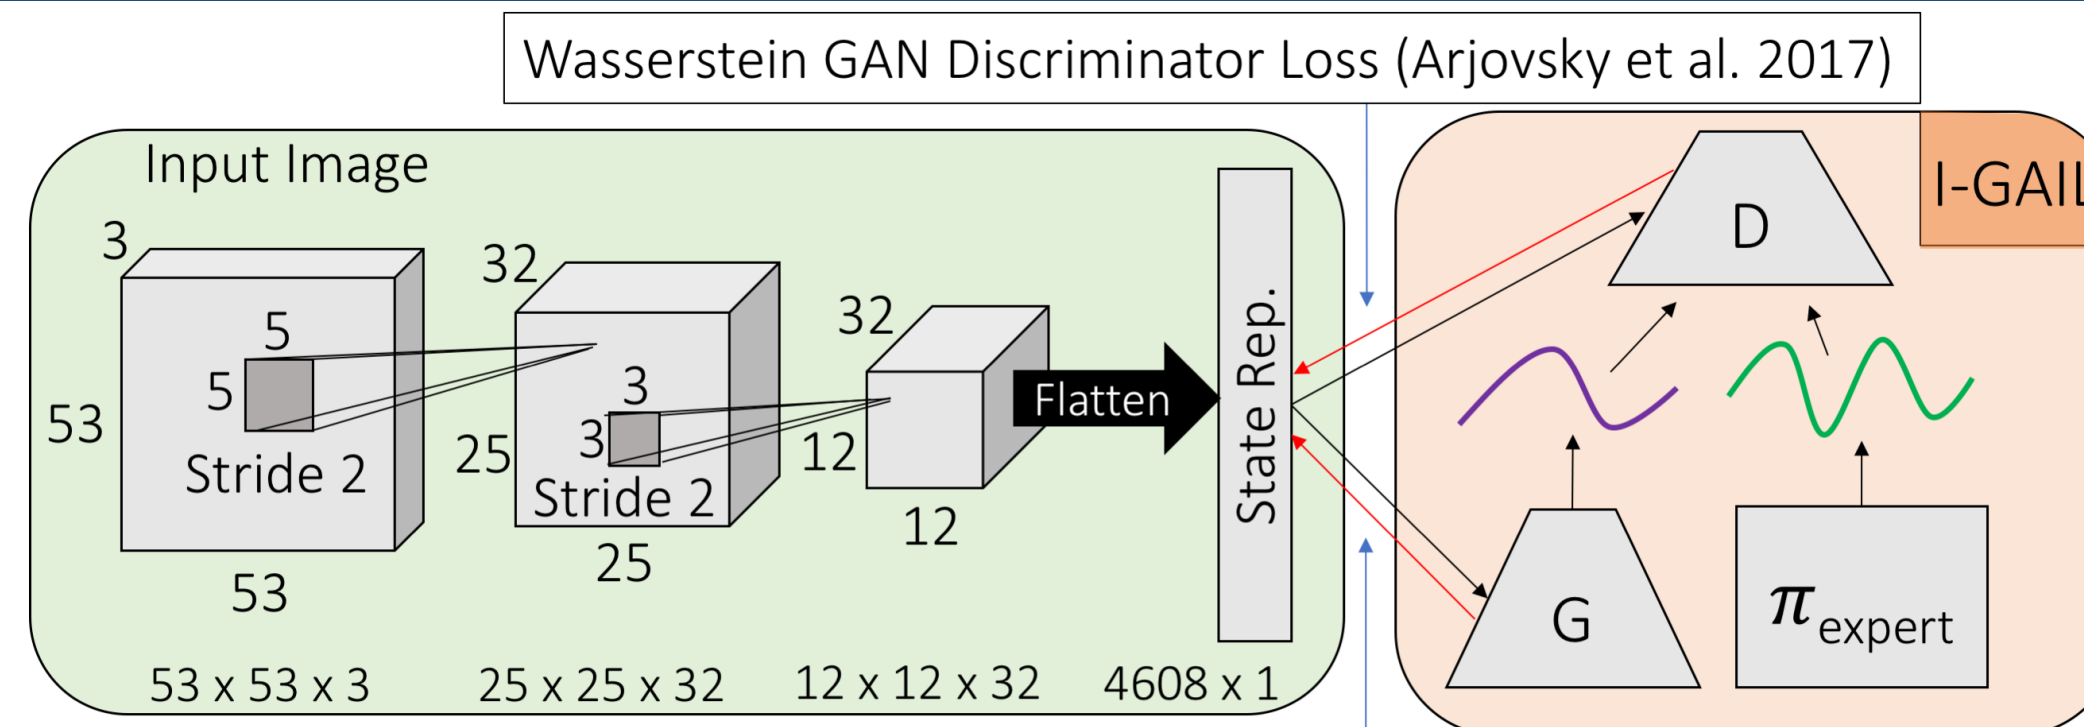 Wasserstein GAN Discriminator Loss (Arjovsky et al. 2017)
Input Image
3
5
5
53
Stride 2
53
53 x 53 x 3
32
3
3
25
Stride 2
25
25 x 25 x 32
32
12
12
12 x 12 x 32
Flatten
State Rep.
4608 x 1
I-GAIL
D
G
π expert